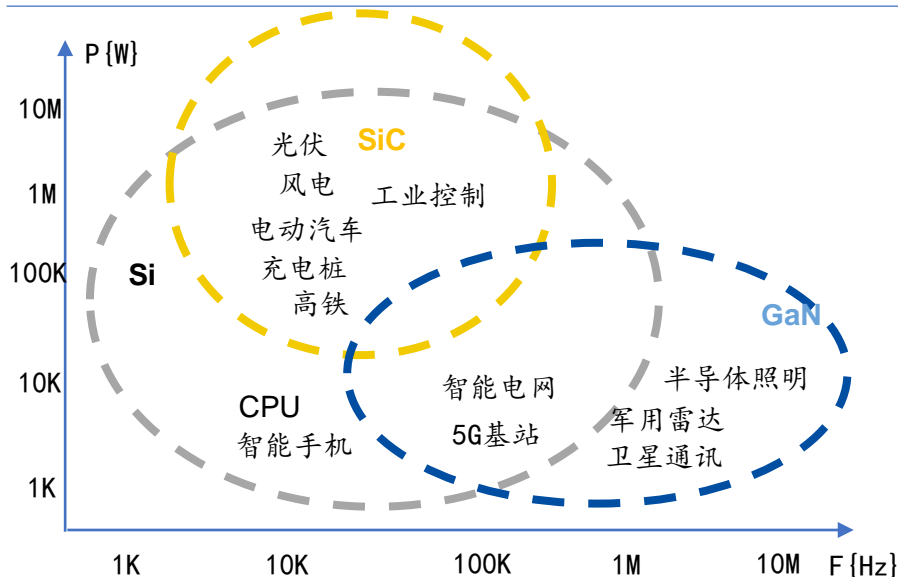 P{W}
10M
1M
100K
10K
1K
SiC
光伏
风电
工业控制
电动汽车
充电桩
高铁
Si
GaN
CPU
智能手机
智能电网
5G基站
半导体照明
军用雷达
卫星通讯
1K 10K 100K 1M 10M F{Hz}